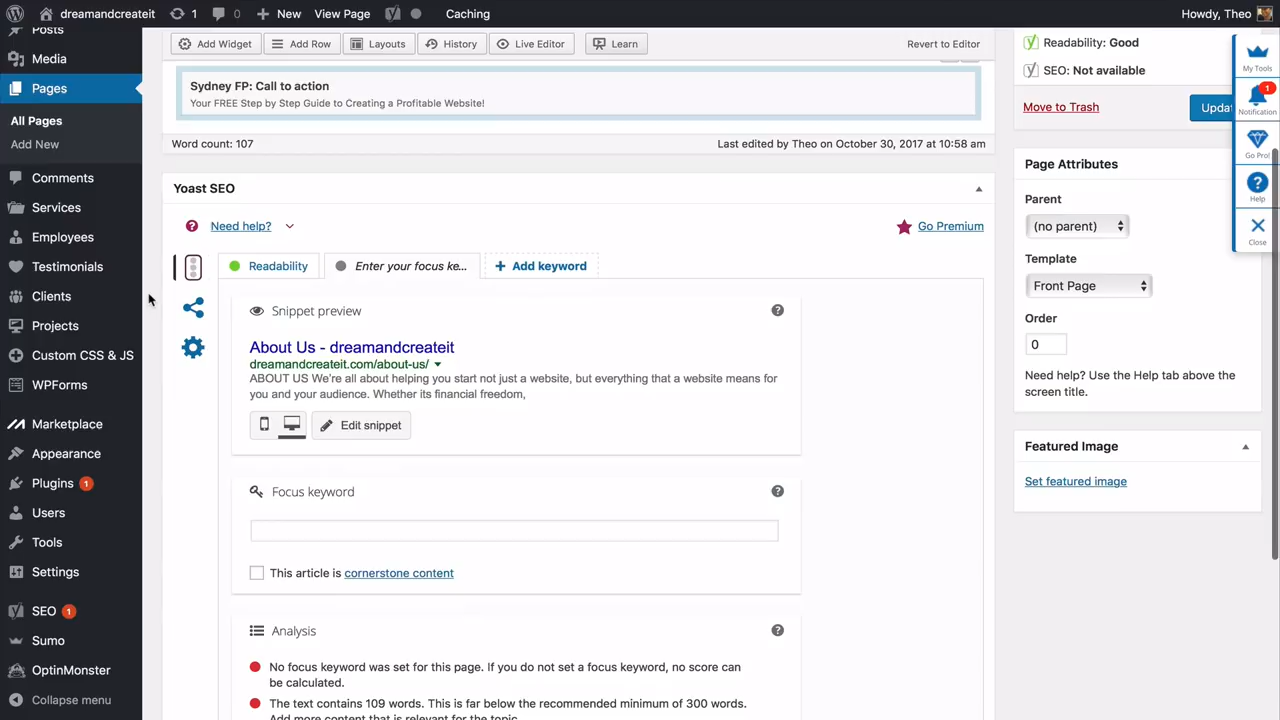 dreamandcreateit 1 0 New View Page Caching Howdy, Theo
Posts
Media
Pages
All Pages
Add New
Comments
Services
Employees
Testimonials
Clients
Projects
Custom CSS & JS
WPForms
Marketplace
Appearance
Plugins 1
Users
Tools
Settings
SEO 1
Sumo
OptinMonster
Collapse menu
Add Widget Add Row Layouts History Live Editor Learn Revert to Editor
Sydney FP: Call to action
Your FREE Step by Step Guide to Creating a Profitable Website!
Word count: 107 Last edited by Theo on October 30, 2017 at 10:58 am
Yoast SEO
Need help? Go Premium
Readability Enter your focus ke... + Add keyword
Snippet preview
About Us - dreamandcreateit
dreamandcreateit.com/about-us/
ABOUT US We're all about helping you start not just a website, but everything that a website means for
you and your audience. Whether its financial freedom,
Edit snippet
Focus keyword
This article is cornerstone content
Analysis
No focus keyword was set for this page. If you do not set a focus keyword, no score can
be calculated.
The text contains 109 words. This is far below the recommended minimum of 300 words.
Add more content that is relevant for the topic.
Readability: Good
SEO: Not available
Move to Trash Updat
Page Attributes
Parent
(no parent)
Template
Front Page
Order
0
Need help? Use the Help tab above the
screen title.
Featured Image
Set featured image
My Tools
1
Notification
Go Pro!
Help
Close